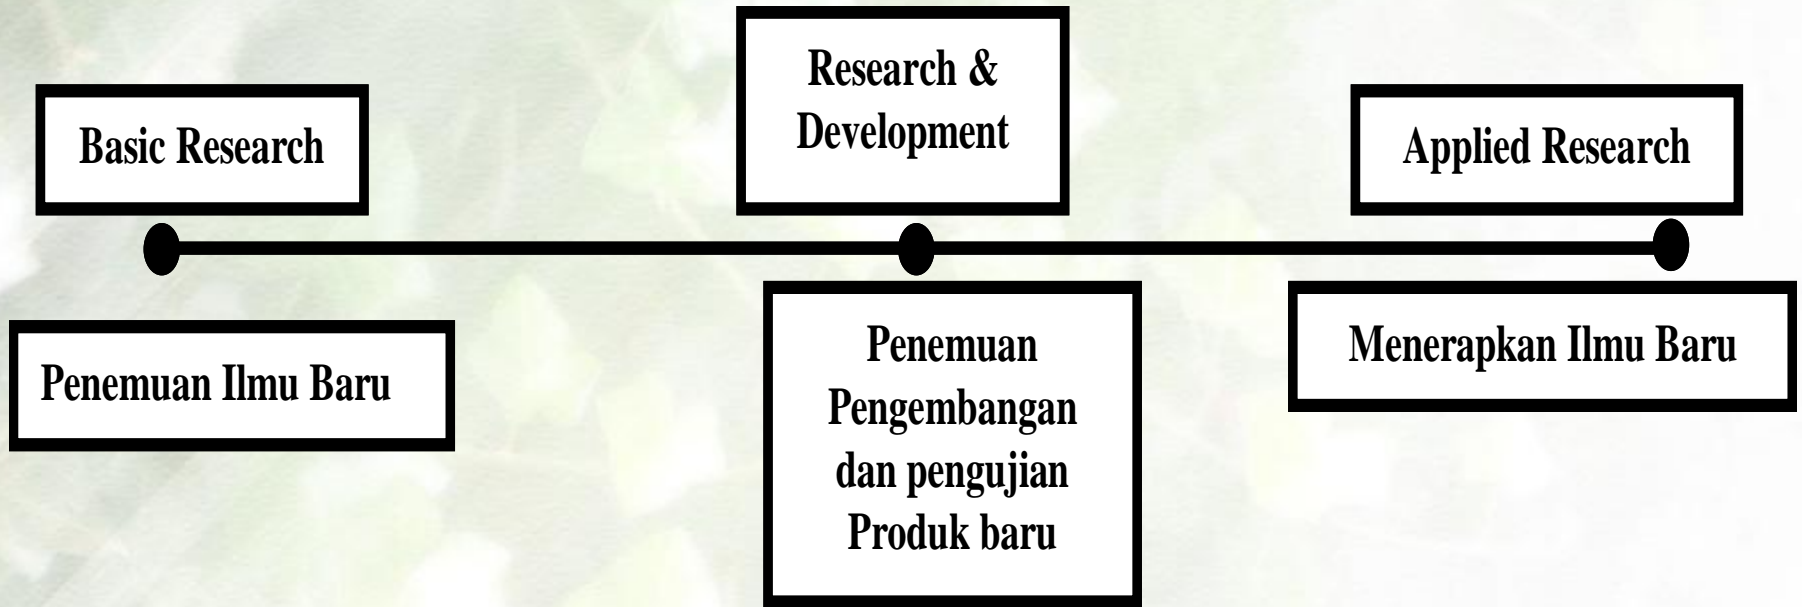 Basic Research
Research &
Development
Applied Research
Penemuan Ilmu Baru
Penemuan
Pengembangan
dan pengujian
Produk baru
Menerapkan Ilmu Baru